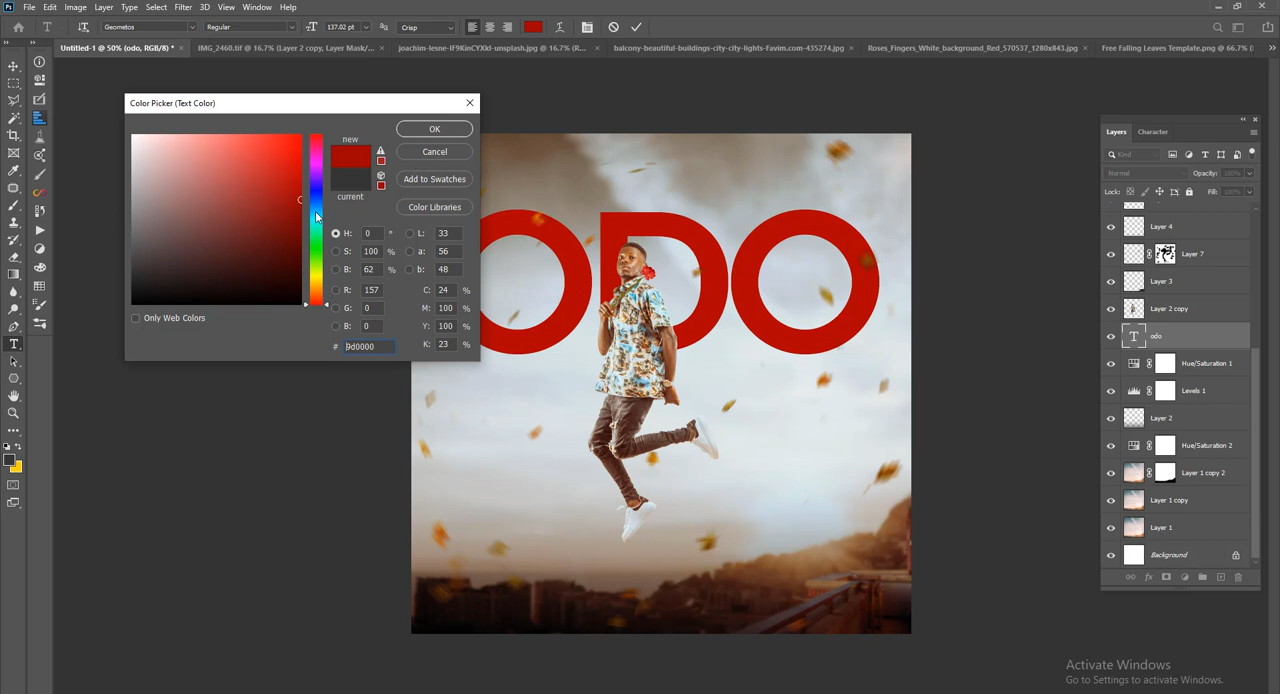 Ps File Edit Image Layer Type Select Filter 3D View Window Help
T Geometos Regular 137.02 pt aa Crisp
Untitled-1 @ 50% (odo, RGB/8) * × IMG_2460.tif @ 16.7% (Layer 2 copy, Layer Mask/... × joachim-lesne-IF9KinCYXkI-unsplash.jpg @ 16.7% (R... × balcony-beautiful-buildings-city-city-lights-Favim.com-435274.jpg × Roses_Fingers_White_background_Red_570537_1280x843.jpg × Free Falling Leaves Template.png @ 66.7% (
Color Picker (Text Color)
new
current
OK
Cancel
Add to Swatches
Color Libraries
H: 0 ° L: 33
S: 100 % a: 56
B: 62 % b: 48
R: 157 C: 24 %
G: 0 M: 100 %
B: 0 Y: 100 %
# 9d0000 K: 23 %
Only Web Colors
ODO
Layers Character
Kind
Normal Opacity: 100%
Lock: Fill: 100%
Layer 4
Layer 7
Layer 3
Layer 2 copy
T odo
Hue/Saturation 1
Levels 1
Layer 2
Hue/Saturation 2
Layer 1 copy 2
Layer 1 copy
Layer 1
Background
fx
Activate Windows
Go to Settings to activate Windows.